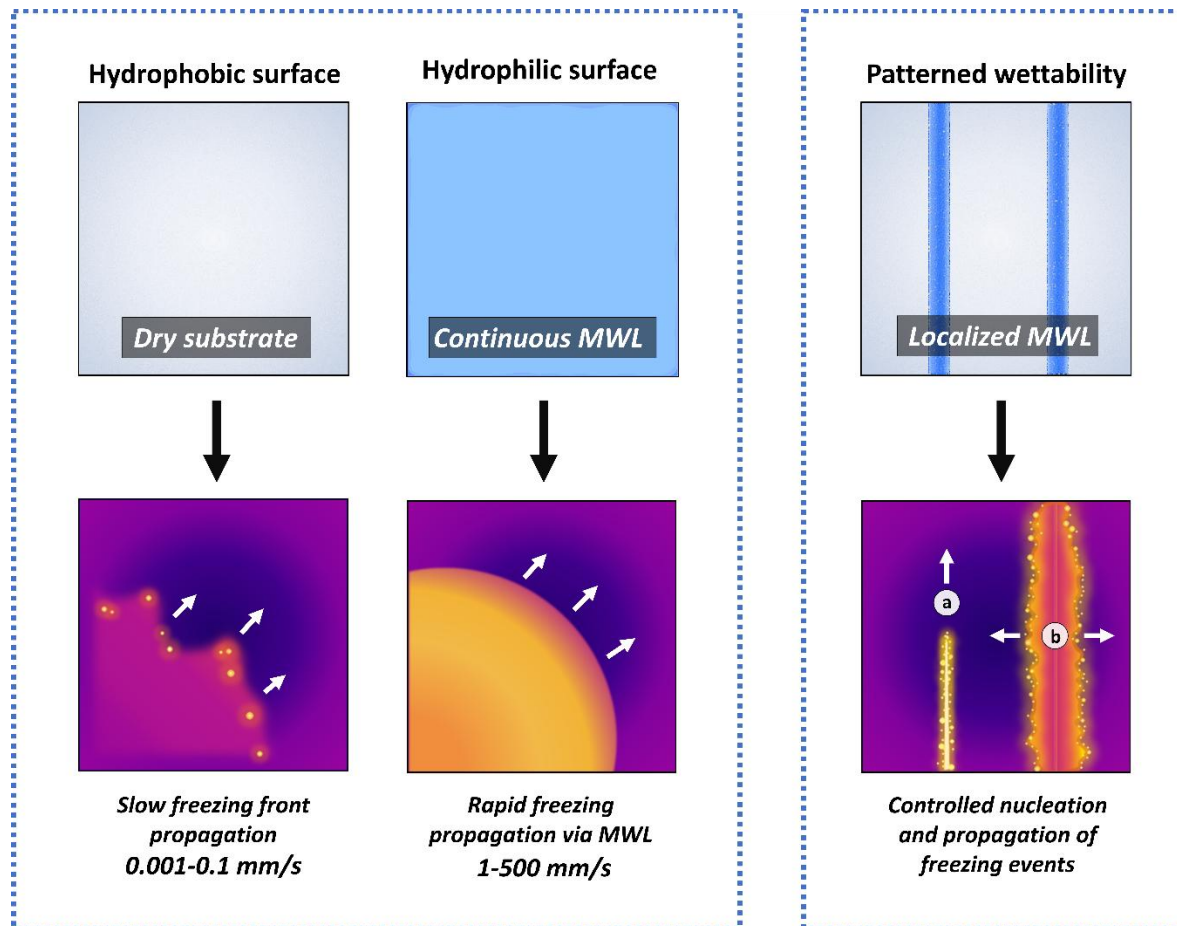 Hydrophobic surface
Hydrophilic surface
Patterned wettability
Dry substrate
Continuous MWL
Localized MWL
a
b
Slow freezing front
propagation
0.001-0.1 mm/s
Rapid freezing
propagation via MWL
1-500 mm/s
Controlled nucleation
and propagation of
freezing events